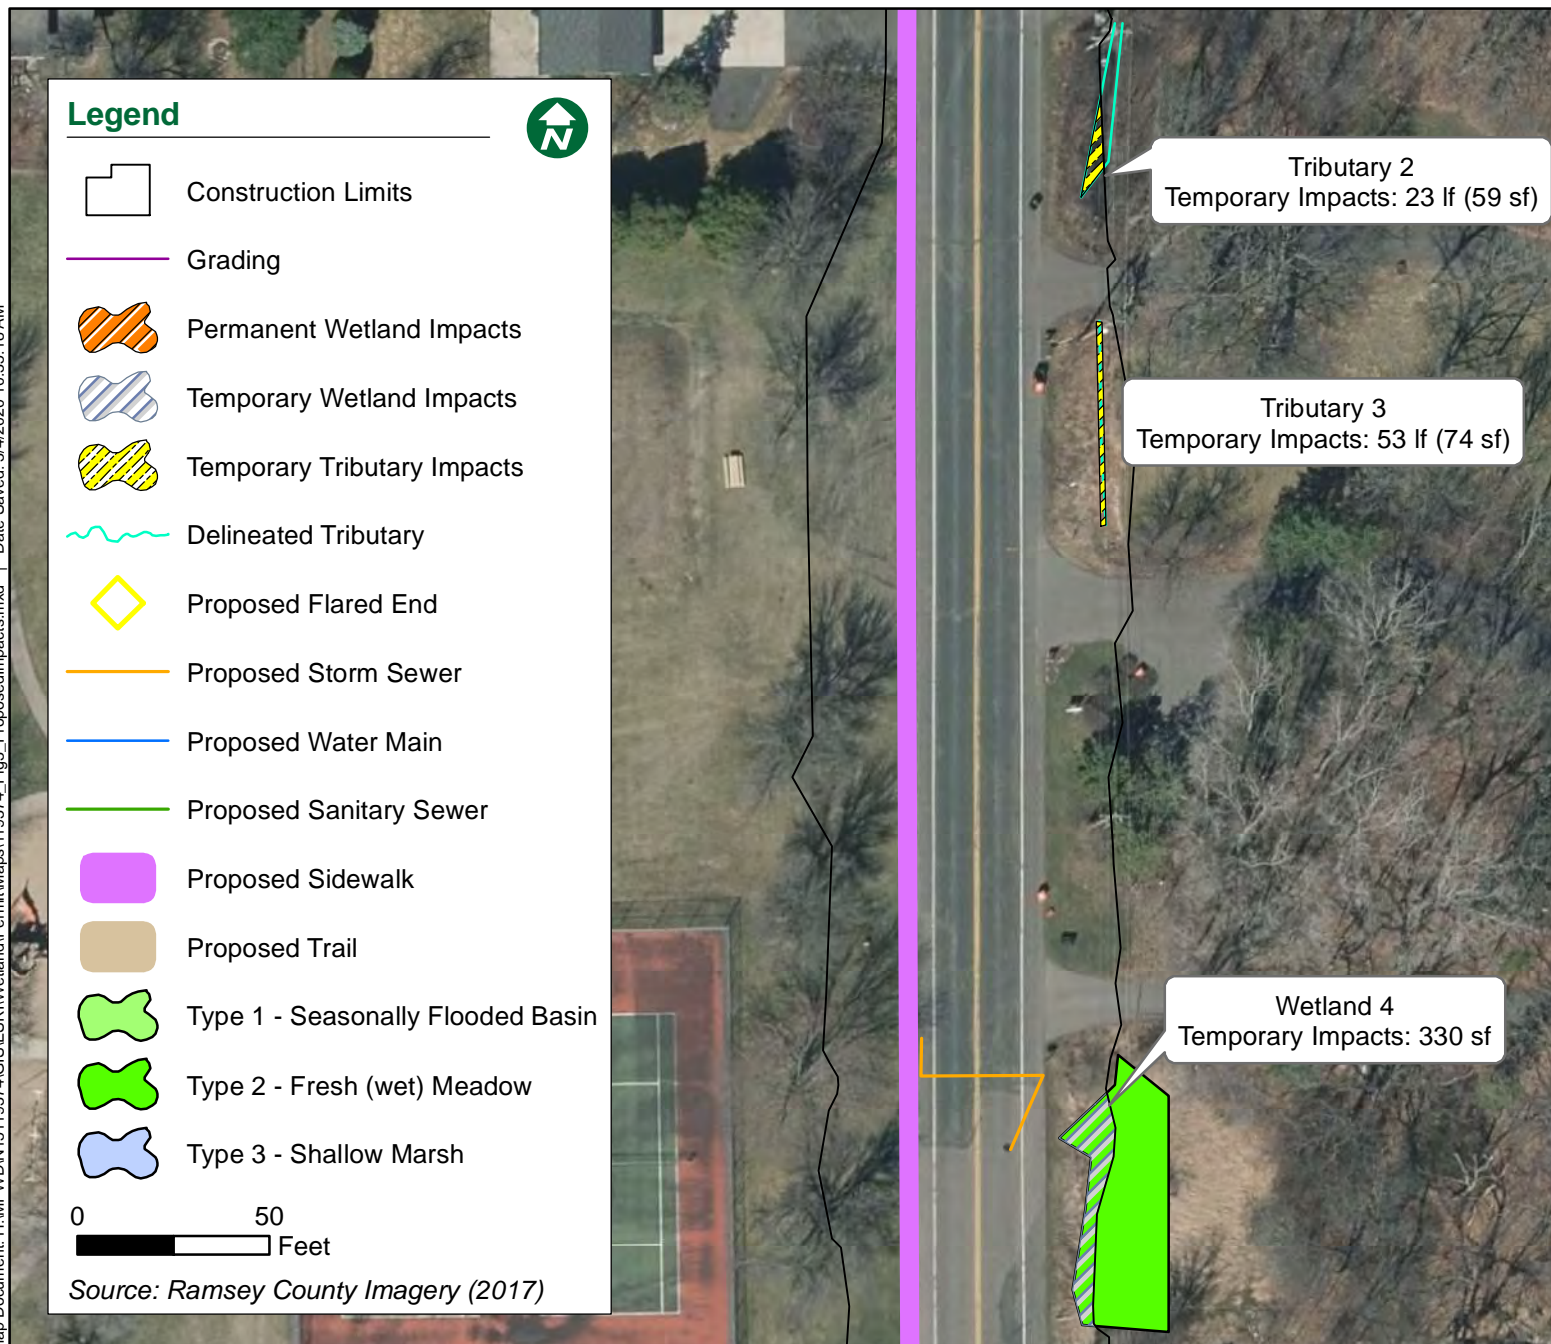 Legend
N
Construction Limits
Grading
Permanent Wetland Impacts
Temporary Wetland Impacts
Temporary Tributary Impacts
Delineated Tributary
Proposed Flared End
Proposed Storm Sewer
Proposed Water Main
Proposed Sanitary Sewer
Proposed Sidewalk
Proposed Trail
Type 1 - Seasonally Flooded Basin
Type 2 - Fresh (wet) Meadow
Type 3 - Shallow Marsh
0 50
Feet
Source: Ramsey County Imagery (2017)
Tributary 2
Temporary Impacts: 23 lf (59 sf)
Tributary 3
Temporary Impacts: 53 lf (74 sf)
Wetland 4
Temporary Impacts: 330 sf